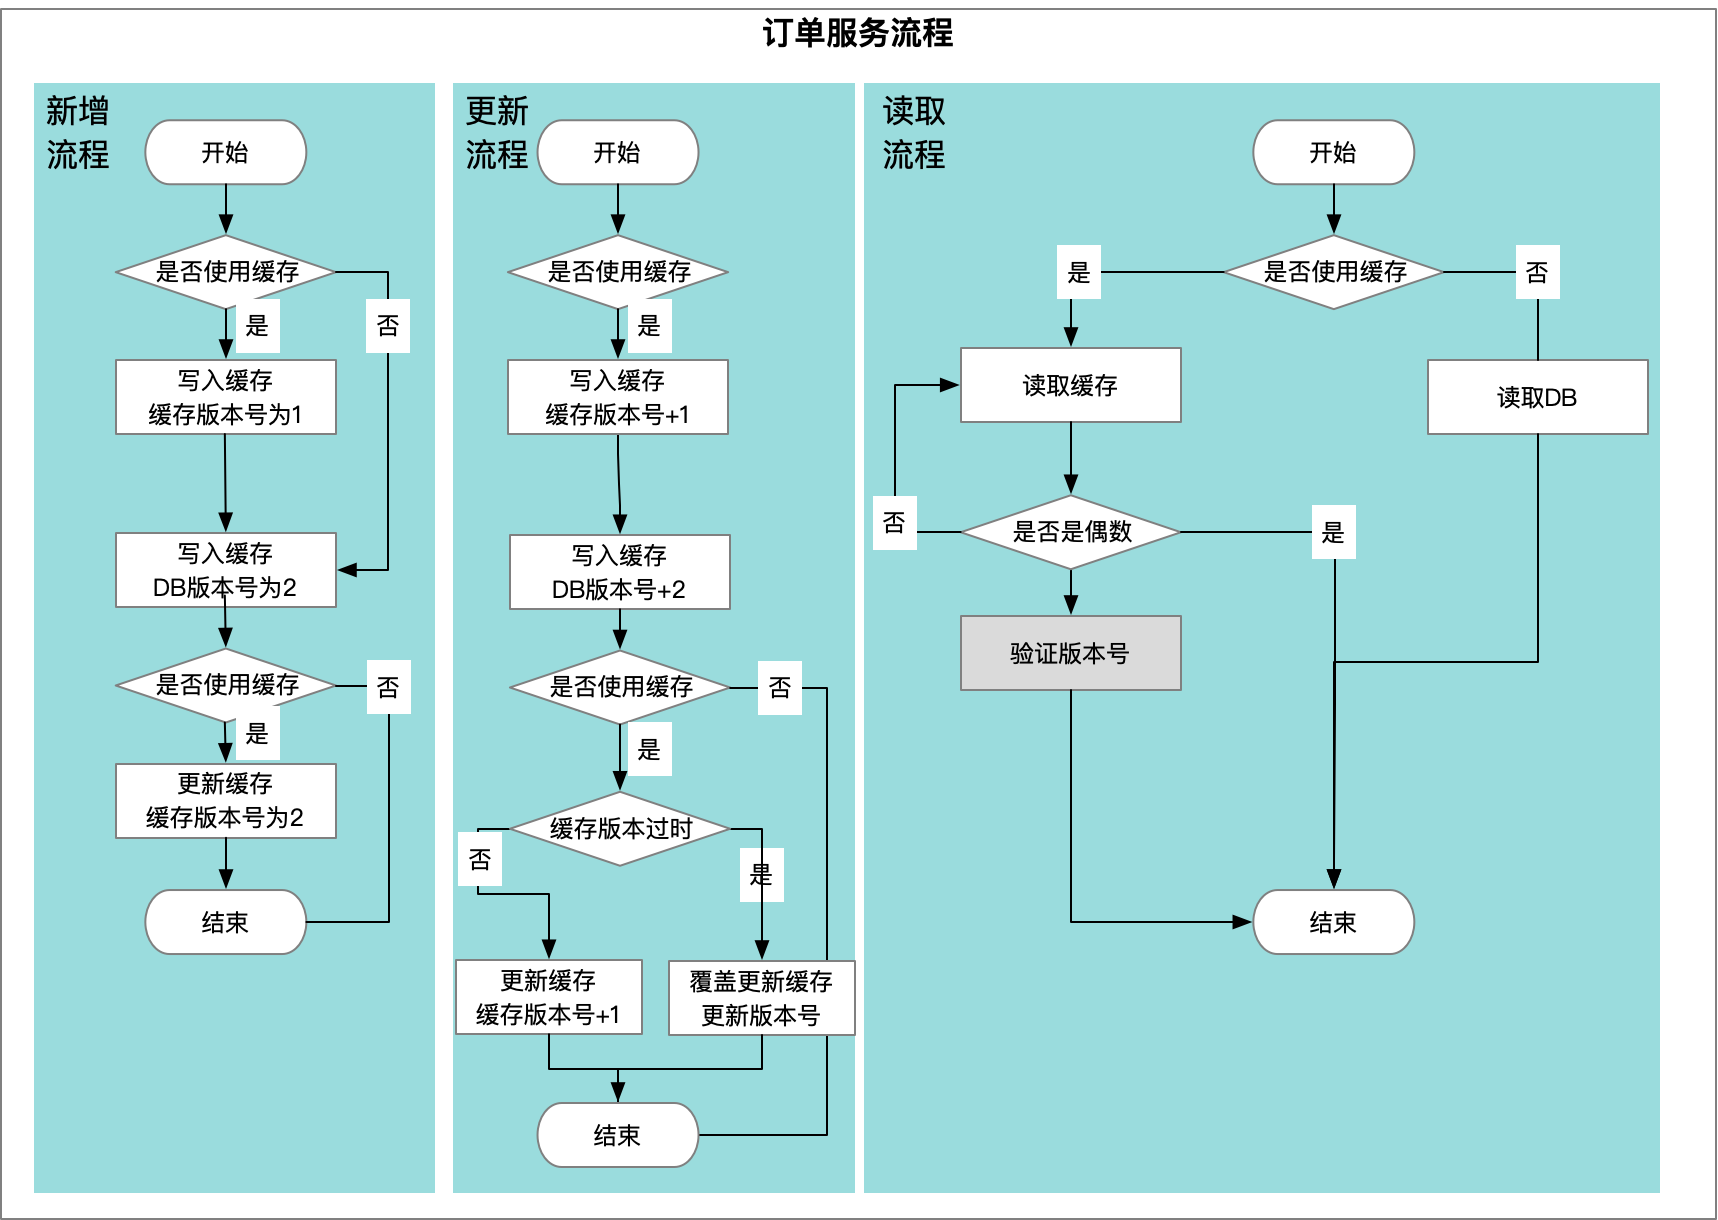 订单服务流程
新增
流程
开始
是否使用缓存
是
否
写入缓存
缓存版本号为1
写入缓存
DB版本号为2
是否使用缓存
否
是
更新缓存
缓存版本号为2
结束
更新
流程
开始
是否使用缓存
是
写入缓存
缓存版本号+1
写入缓存
DB版本号+2
是否使用缓存
否
是
缓存版本过时
否
是
更新缓存
缓存版本号+1
覆盖更新缓存
更新版本号
结束
读取
流程
开始
是否使用缓存
是
否
读取缓存
读取DB
是否是偶数
否
是
验证版本号
结束